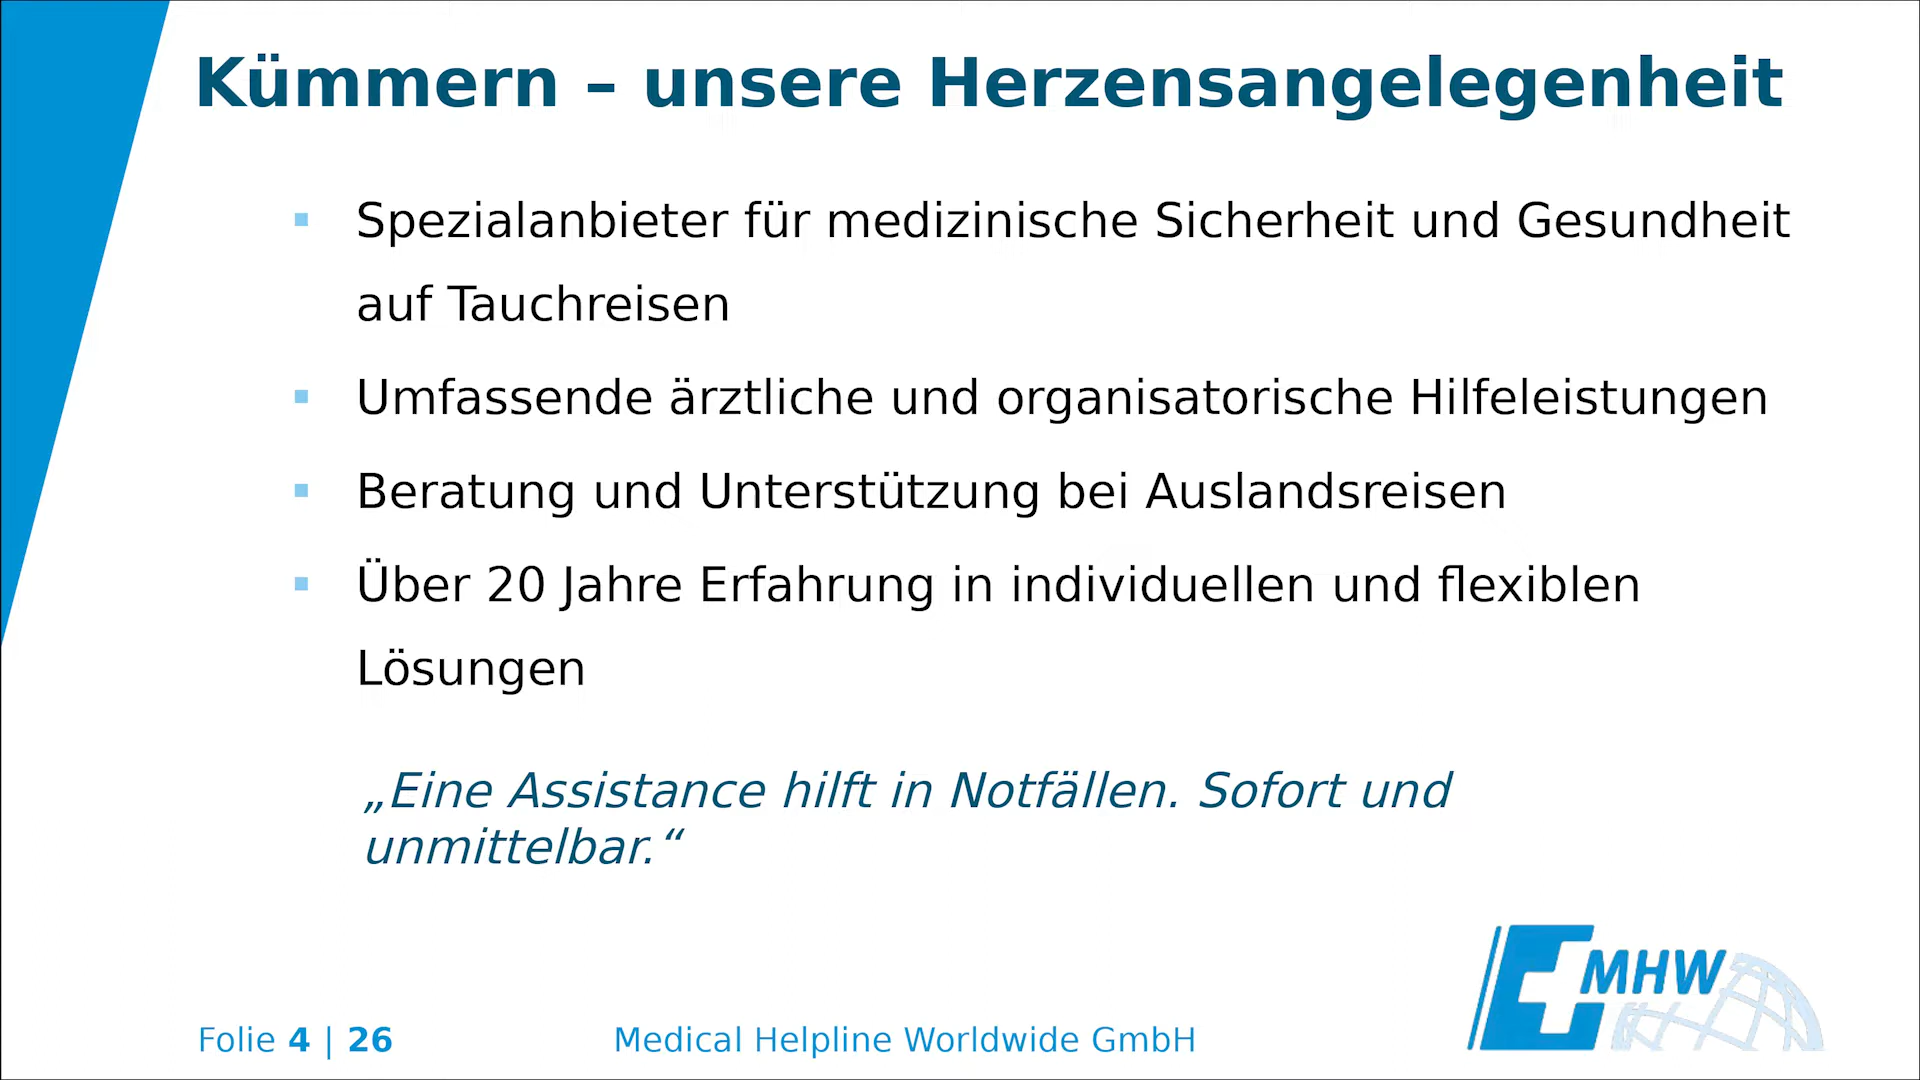 Kümmern – unsere Herzensangelegenheit
▪ Spezialanbieter für medizinische Sicherheit und Gesundheit
auf Tauchreisen
▪ Umfassende ärztliche und organisatorische Hilfeleistungen
▪ Beratung und Unterstützung bei Auslandsreisen
▪ Über 20 Jahre Erfahrung in individuellen und flexiblen
Lösungen
„Eine Assistance hilft in Notfällen. Sofort und
unmittelbar.“
MHW
Folie 4 | 26 Medical Helpline Worldwide GmbH